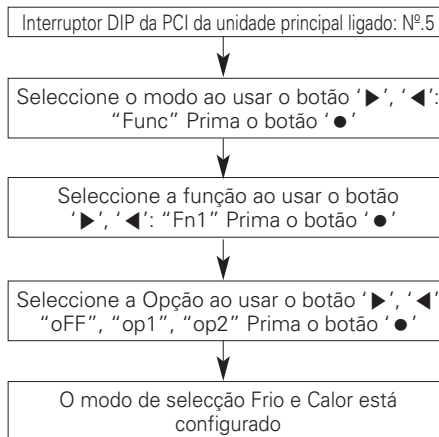 Interruptor DIP da PCI da unidade principal ligado: Nº.5
Seleccione o modo ao usar o botão ‘▶’, ‘◀’:
“Func” Prima o botão ‘●’
Seleccione a função ao usar o botão
‘▶’, ‘◀’: “Fn1” Prima o botão ‘●’
Seleccione a Opção ao usar o botão ‘▶’, ‘◀’
“oFF”, “op1”, “op2” Prima o botão ‘●’
O modo de selecção Frio e Calor está
configurado